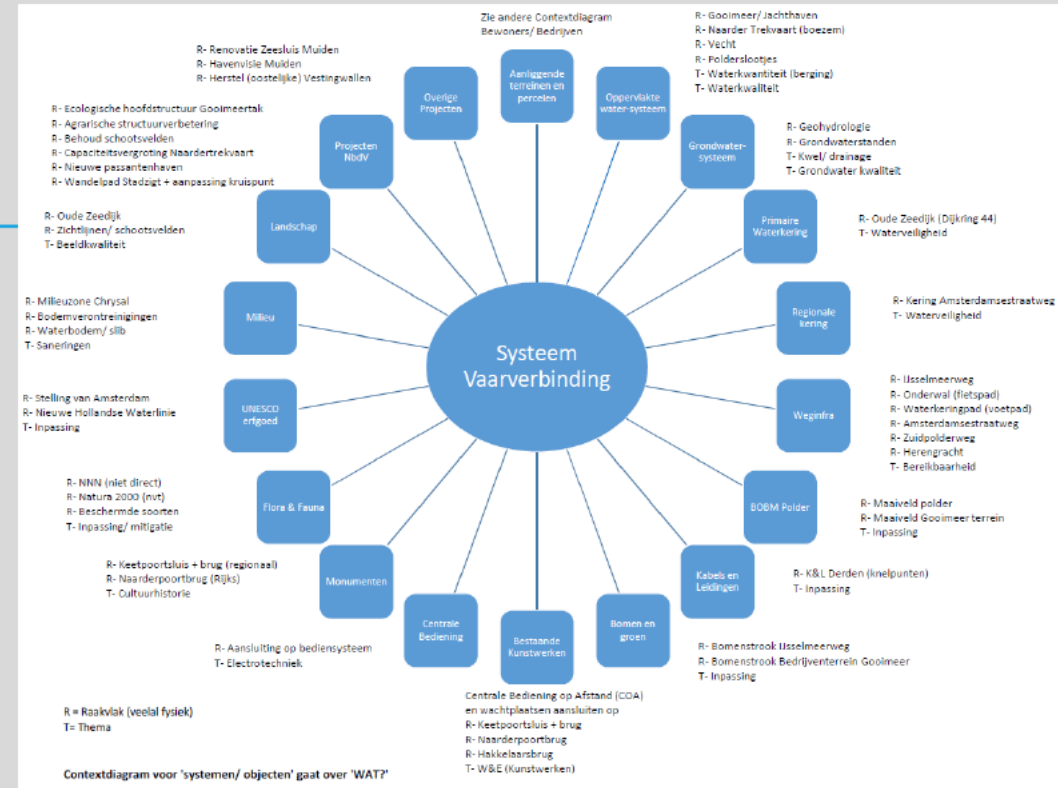 Zie andere Contextdiagram
Bewoners/ Bedrijven
Aanliggende
terreinen en
percelen
R- Gooimeer/ Jachthaven
R- Naarder Trekvaart (boezem)
R- Vecht
R- Polderslootjes
T- Waterkwantiteit (berging)
T- Waterkwaliteit
Oppervlakte
water-systeem
R- Geohydrologie
R- Grondwaterstanden
T- Kwel/ drainage
T- Grondwater kwaliteit
Grondwater-
systeem
R- Oude Zeedijk (Dijkring 44)
T- Waterveiligheid
Primaire
Waterkering
R- Kering Amsterdamsestraatweg
T- Waterveiligheid
Regionale
kering
R- IJsselmeerweg
R- Onderwal (fietspad)
R- Waterkeringpad (voetpad)
R- Amsterdamsestraatweg
R- Zuidpolderweg
R- Herengracht
T- Bereikbaarheid
Weginfra
R- Maaiveld polder
R- Maaiveld Gooimeer terrein
T- Inpassing
BOBM Polder
R- K&L Derden (knelpunten)
T- Inpassing
Kabels en
Leidingen
R- Bomenstrook IJsselmeerweg
R- Bomenstrook Bedrijventerrein Gooimeer
T- Inpassing
Bomen en
groen
Bestaande
Kunstwerken
Centrale Bediening op Afstand (COA)
en wachtplaatsen aansluiten op
R- Keetpoortsluis + brug
R- Naarderpoortbrug
R- Hakkelaarsbrug
T- W&E (Kunstwerken)
Centrale
Bediening
R- Aansluiting op bediensysteem
T- Electrotechniek
Monumenten
R- Keetpoortsluis + brug (regionaal)
R- Naarderpoortbrug (Rijks)
T- Cultuurhistorie
Flora & Fauna
R- NNN (niet direct)
R- Natura 2000 (nvt)
R- Beschermde soorten
T- Inpassing/ mitigatie
UNESCO
erfgoed
R- Stelling van Amsterdam
R- Nieuwe Hollandse Waterlinie
T- Inpassing
Milieu
R- Milieuzone Chrysal
R- Bodemverontreinigingen
R- Waterbodem/ slib
T- Saneringen
Landschap
R- Oude Zeedijk
R- Zichtlijnen/ schootsvelden
T- Beeldkwaliteit
Projecten
NbdV
R- Ecologische hoofdstructuur Gooimeertak
R- Agrarische structuurverbetering
R- Behoud schootsvelden
R- Capaciteitsvergroting Naardertrekvaart
R- Nieuwe passantenhaven
R- Wandelpad Stadzigt + aanpassing kruispunt
Overige
Projecten
R- Renovatie Zeesluis Muiden
R- Havenvisie Muiden
R- Herstel (oostelijke) Vestingwallen
Systeem
Vaarverbinding
R = Raakvlak (veelal fysiek)
T= Thema
Contextdiagram voor 'systemen/ objecten' gaat over 'WAT?'